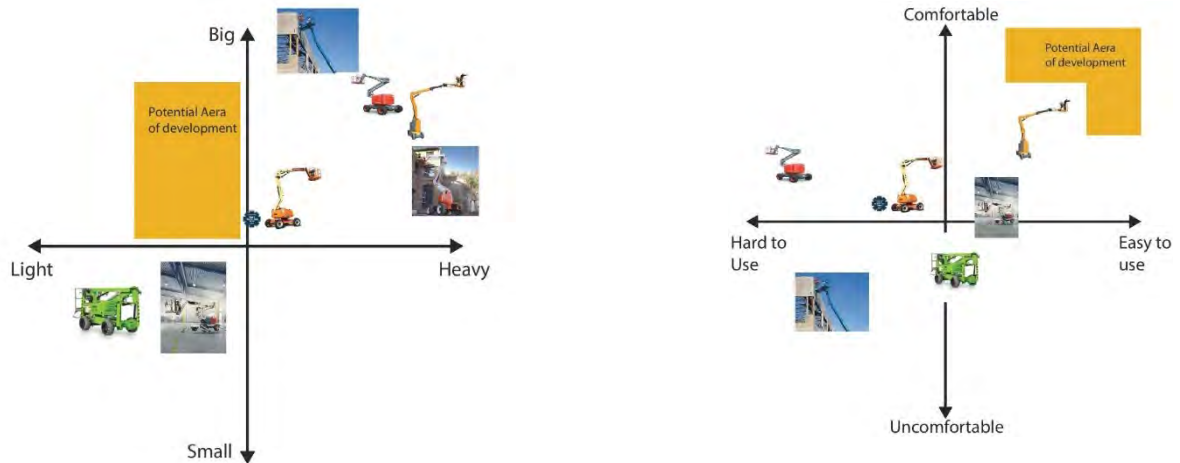 Big
Potential Aera
of development
Light
Heavy
Small
Comfortable
Potential Aera
of development
Hard to
Use
Easy to
use
Uncomfortable